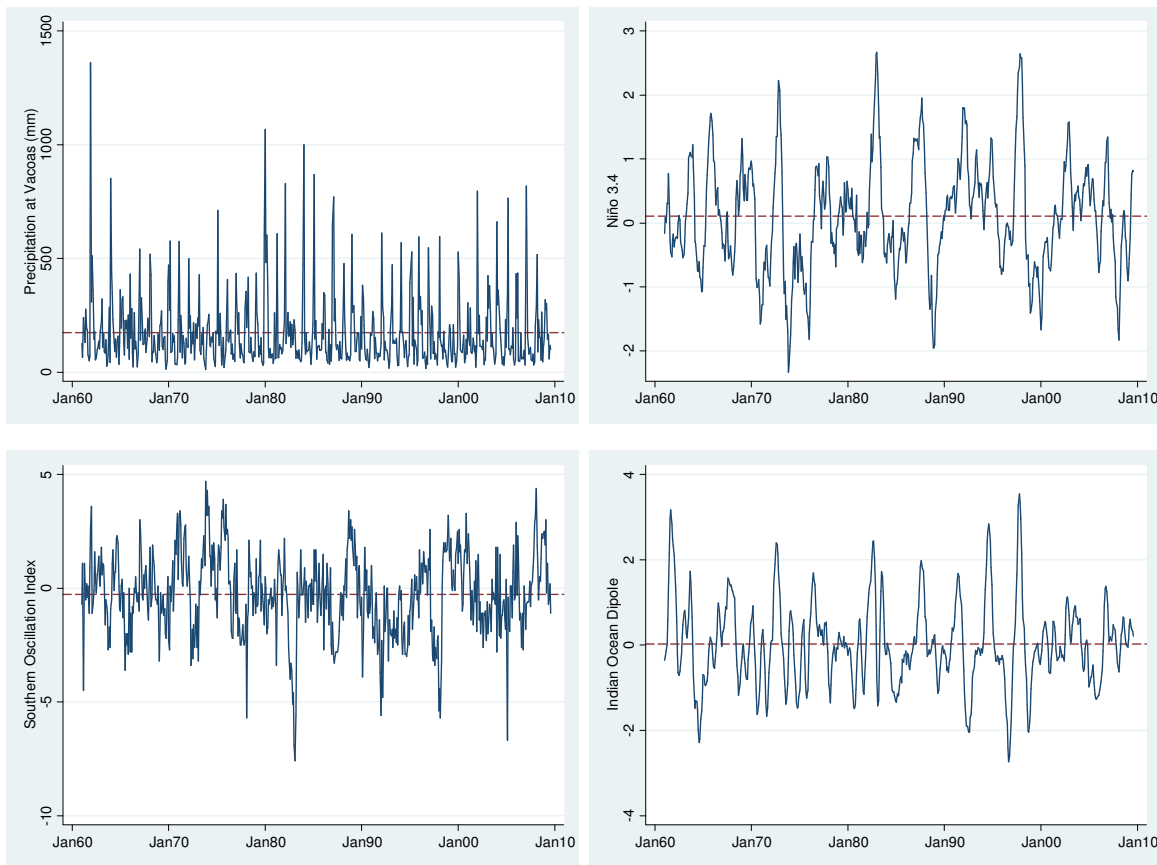 Precipitation at Vacoas (mm)
1500
1000
500
0
Jan60 Jan70 Jan80 Jan90 Jan00 Jan10
Niño 3.4
3
2
1
0
-1
-2
Jan60 Jan70 Jan80 Jan90 Jan00 Jan10
Southern Oscillation Index
5
0
-5
-10
Jan60 Jan70 Jan80 Jan90 Jan00 Jan10
Indian Ocean Dipole
4
2
0
-2
-4
Jan60 Jan70 Jan80 Jan90 Jan00 Jan10